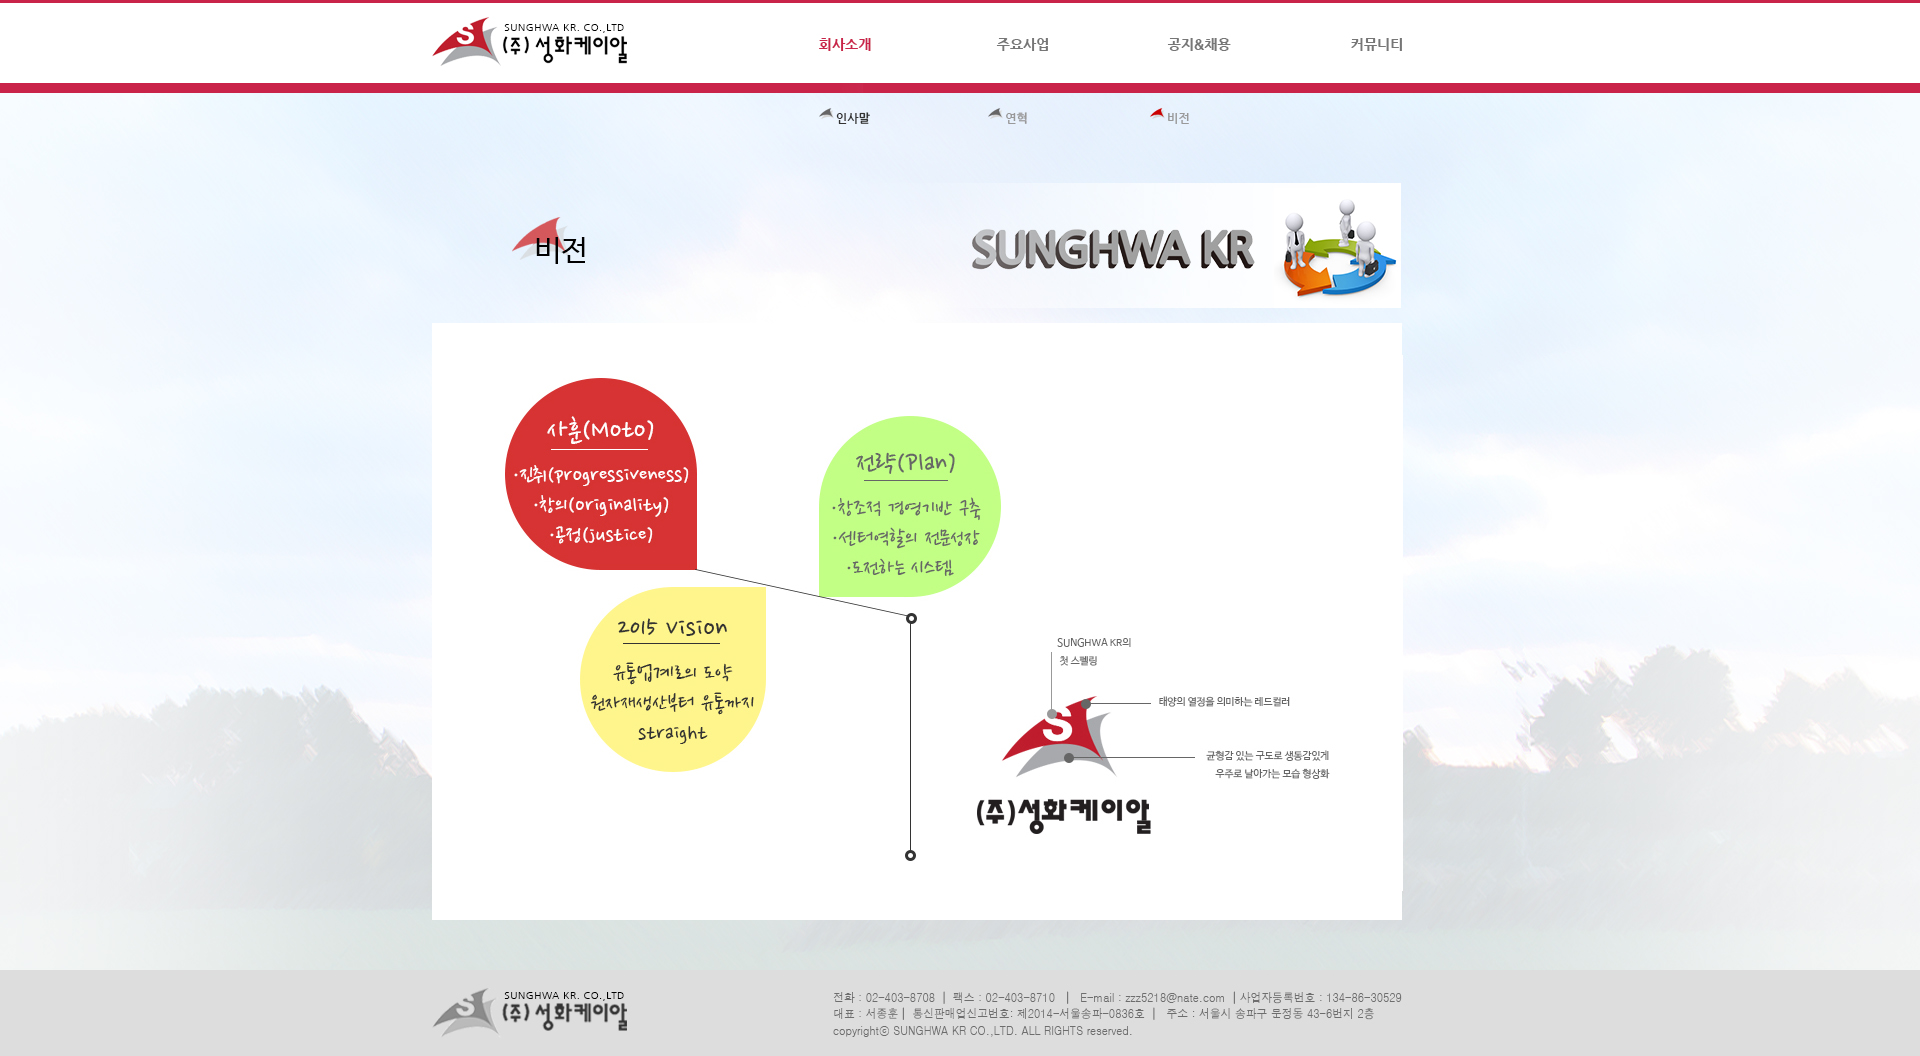 SUNGHWA KR. CO.,LTD
(주) 성화케이알
회사소개
주요사업
공지&채용
커뮤니티
인사말
연혁
비전
비전
SUNGHWA KR
사훈(Moto)
·진취(progressiveness)
·창의(originality)
·공정(justice)
전략(Plan)
·창조적 경영기반 구축
·센터역할의 전문성장
·도전하는 시스템
2015 Vision
유통업계로의 도약
원자재생산부터 유통까지
straight
SUNGHWA KR의
첫 스펠링
태양의 열정을 의미하는 레드컬러
S
균형감 있는 구도로 생동감있게
우주로 날아가는 모습 형상화
(주)성화케이알
SUNGHWA KR. CO.,LTD
(주) 성화케이알
전화 : 02-403-8708 | 팩스 : 02-403-8710 | E-mail : zzz5218@nate.com | 사업자등록번호 : 134-86-30529
대표 : 서종훈 | 통신판매업신고번호: 제2014-서울송파-0836호 | 주소 : 서울시 송파구 문정동 43-6번지 2층
copyrightⓒ SUNGHWA KR CO.,LTD. ALL RIGHTS reserved.